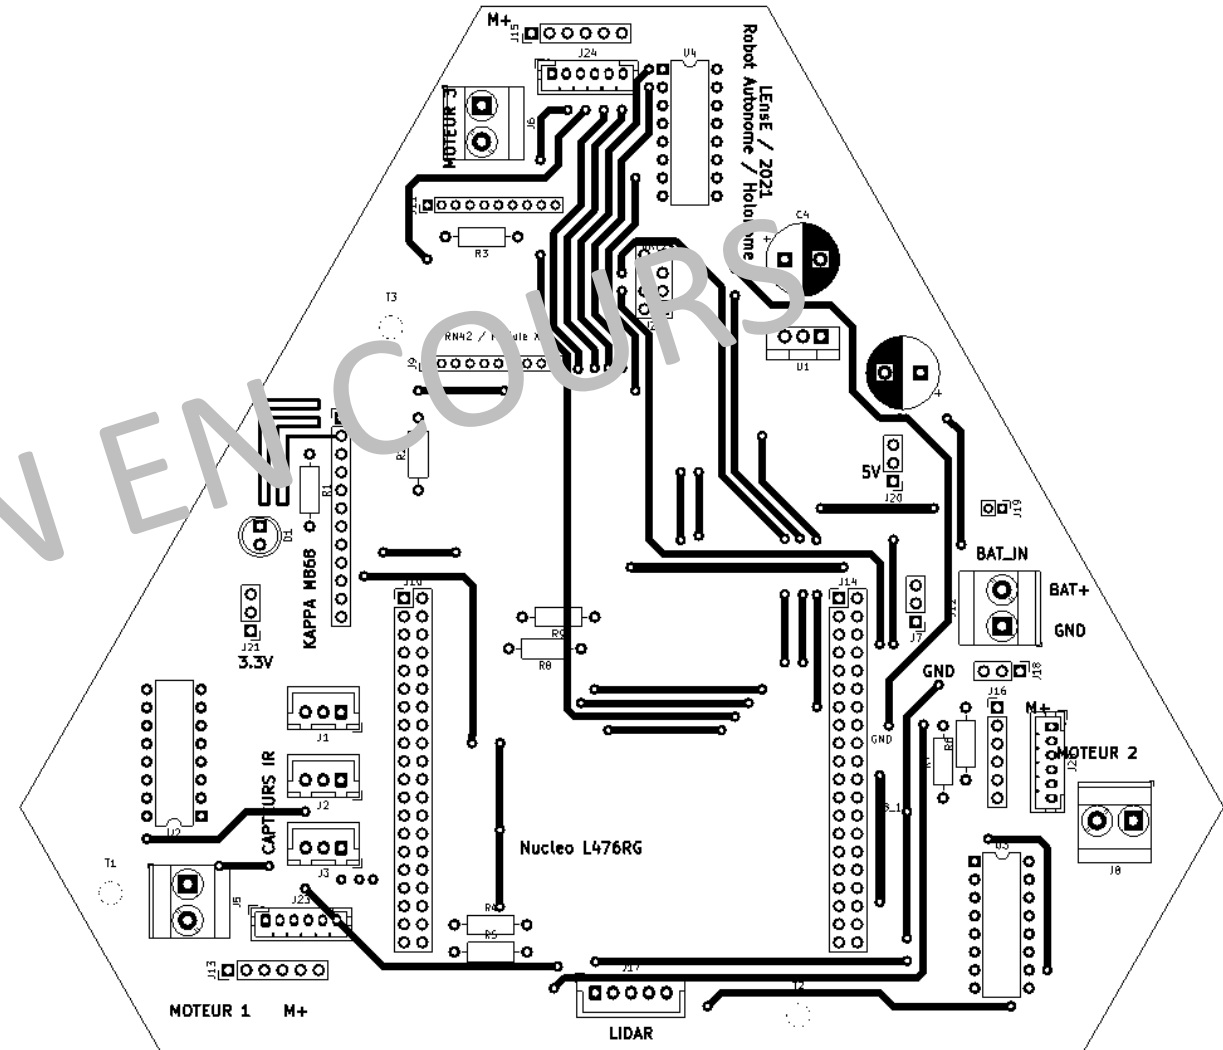 M+
J15
J24
U4
MOTEUR 3
J6
LEnsE / 2021
Robot Autonome / Holonome
J11
R3
C4
+
T3
RN42 /
J9
U1
+
V EN COURS
R1
D1
5V
J20
J19
KAPPA M868
BAT_IN
BAT+
GND
J12
J7
J10
J14
J21
3.3V
R9
R8
GND
J18
J16
M+
MOTEUR 2
GND
J1
J2
CAPTEURS IR
J3
U2
T1
J5
J23
Nucleo L476RG
R4
R5
J8
U3
J13
MOTEUR 1
M+
J17
T2
LIDAR